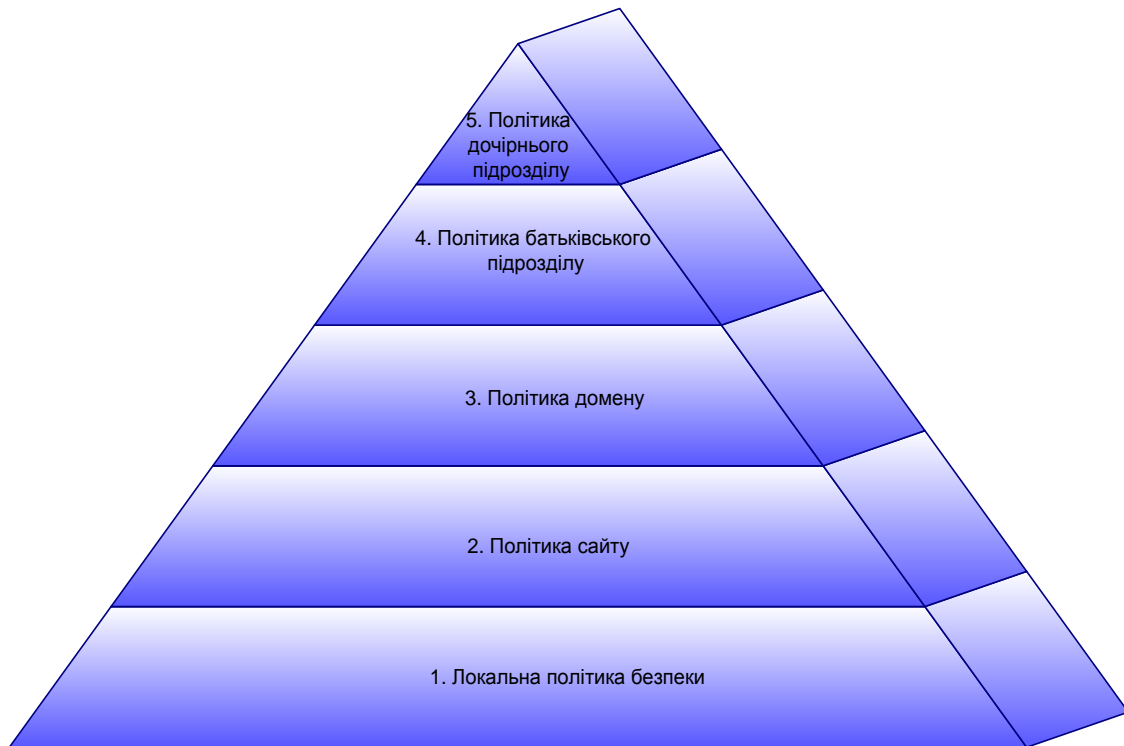 5. Політика
дочірнього
підрозділу
4. Політика батьківського
підрозділу
3. Політика домену
2. Політика сайту
1. Локальна політика безпеки